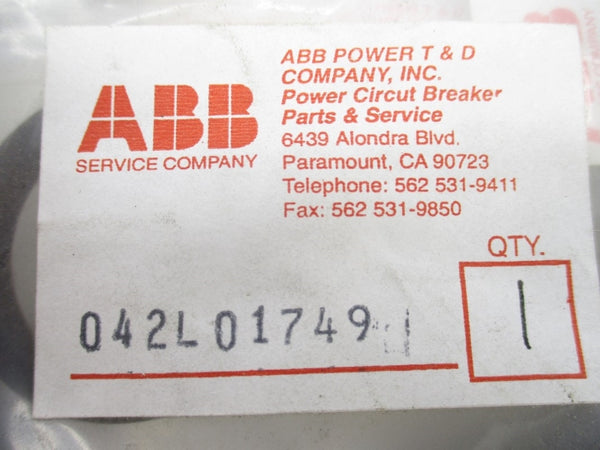 ABB
SERVICE COMPANY
ABB POWER T & D
COMPANY, INC.
Power Circut Breaker
Parts & Service
6439 Alondra Blvd.
Paramount, CA 90723
Telephone: 562 531-9411
Fax: 562 531-9850
QTY.
1
042L01749